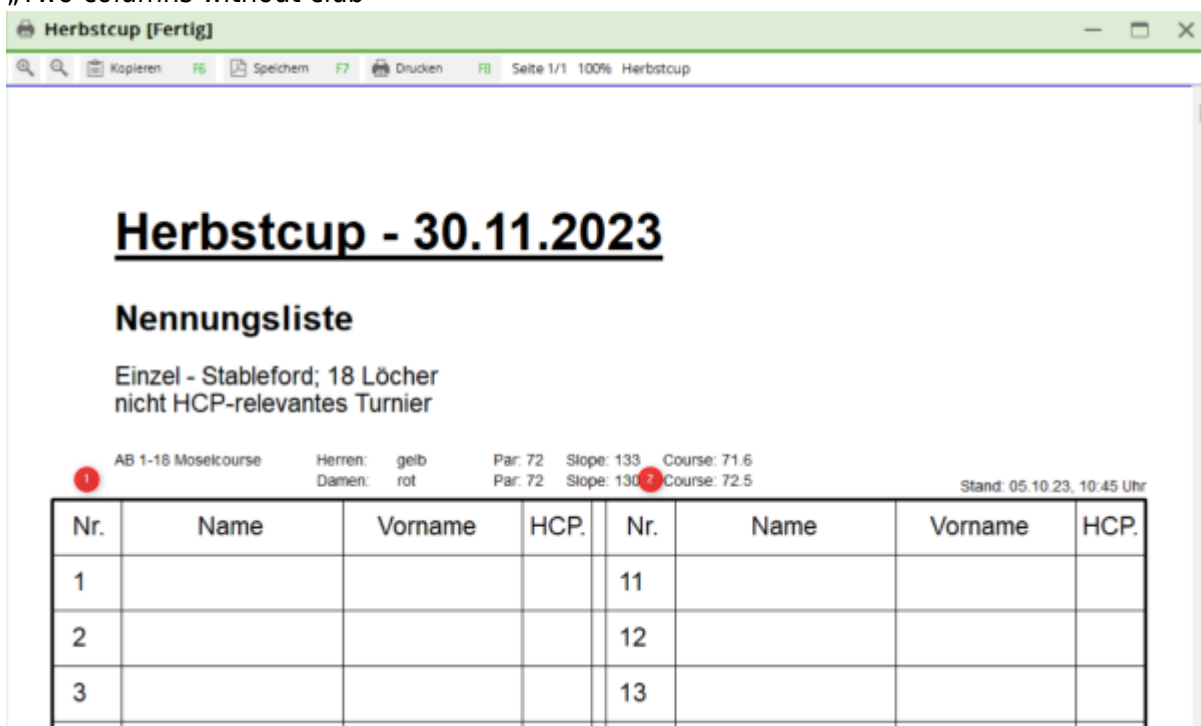 „Two columns without club“
Herbstcup [Fertig]
Kopieren F6 Speichern F7 Drucken F8 Seite 1/1 100% Herbstcup
Herbstcup - 30.11.2023
Nennungsliste
Einzel - Stableford; 18 Löcher
nicht HCP-relevantes Turnier
AB 1-18 Moselcourse Herren: gelb Par: 72 Slope: 133 Course: 71.6
1 Damen: rot Par: 72 Slope: 130 2 Course: 72.5
Stand: 05.10.23, 10:45 Uhr
Nr. Name Vorname HCP. Nr. Name Vorname HCP.
1 11
2 12
3 13